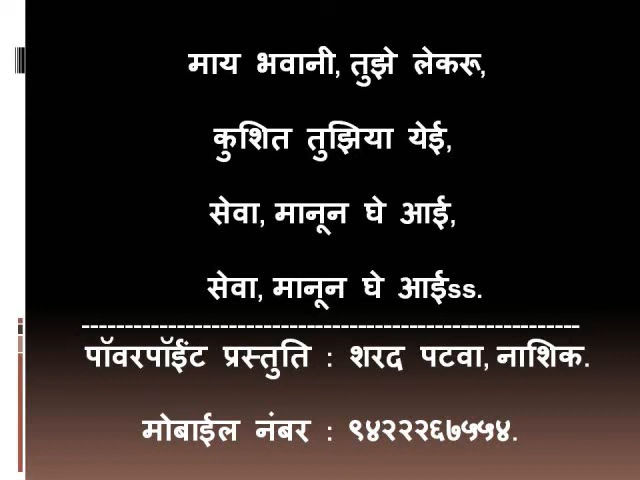 माय भवानी, तुझे लेकरू,
कुशित तुझिया येई,
सेवा, मानून घे आई,
सेवा, मानून घे आईss.
------------------------------------------------------------
पॉवरपॉईंट प्रस्तुति : शरद पटवा, नाशिक.
मोबाईल नंबर : ९४२२२६७५५४.